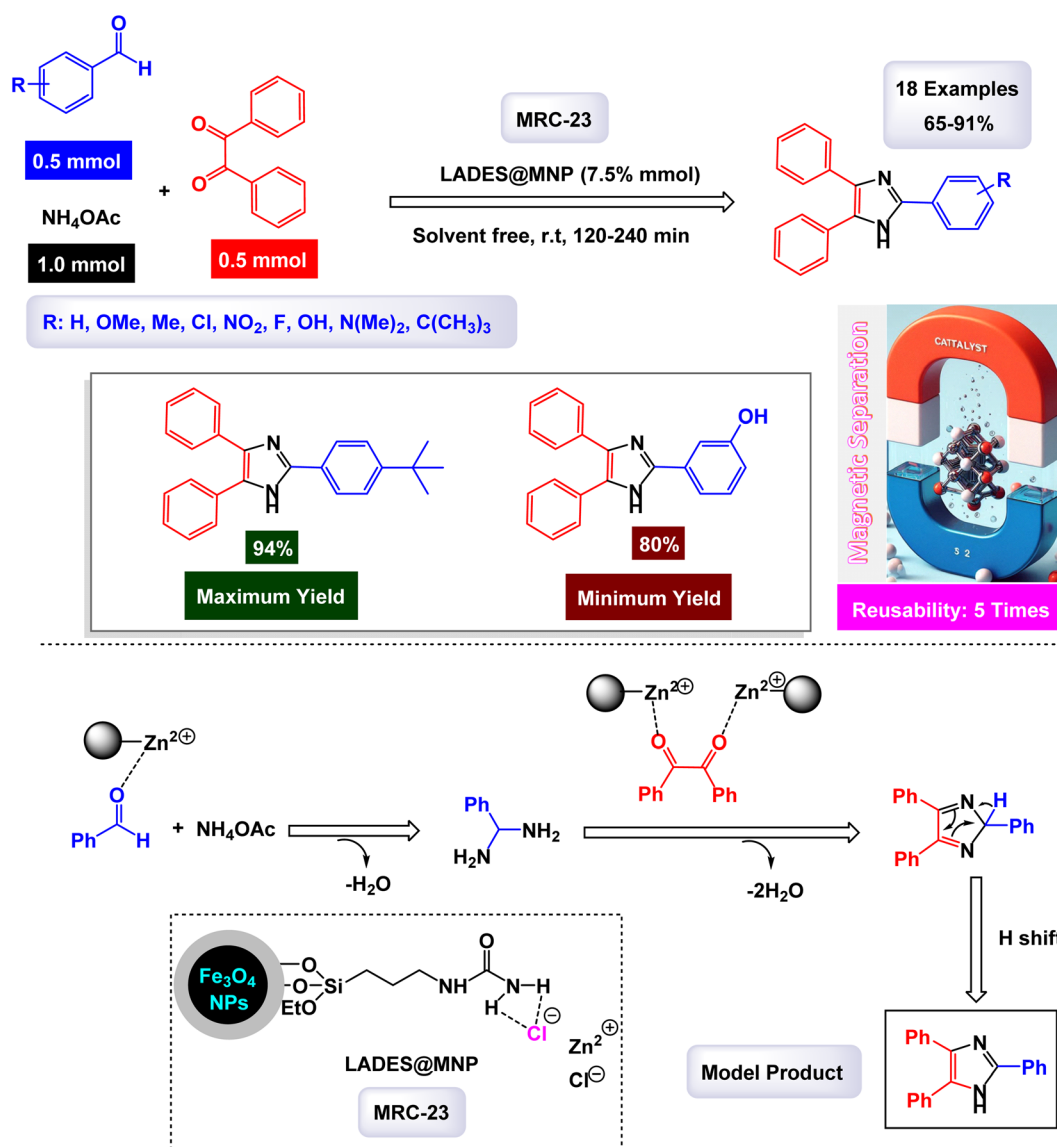 O
H
R
0.5 mmol
NH₄OAc
1.0 mmol
+
O
O
0.5 mmol
MRC-23
LADES@MNP (7.5% mmol)
Solvent free, r.t, 120-240 min
18 Examples
65-91%
N
N
H
R
R: H, OMe, Me, Cl, NO₂, F, OH, N(Me)₂, C(CH₃)₃
N
N
H
94%
Maximum Yield
N
N
H
OH
80%
Minimum Yield
Magnetic Separation
CATTALYST
S 2
Reusability: 5 Times
Zn²⊕
O
Ph
H
+ NH₄OAc
-H₂O
Ph
NH₂
H₂N
Zn²⊕
Zn²⊕
O
O
Ph
Ph
-2H₂O
Ph
N
H
Ph
Ph
N
H shift
Fe₃O₄
NPs
O
O
EtO
Si
NH
O
N
H
H
Cl
⊖
LADES@MNP
Zn²⊕
Cl⊖
MRC-23
Model Product
Ph
N
Ph
Ph
N
H